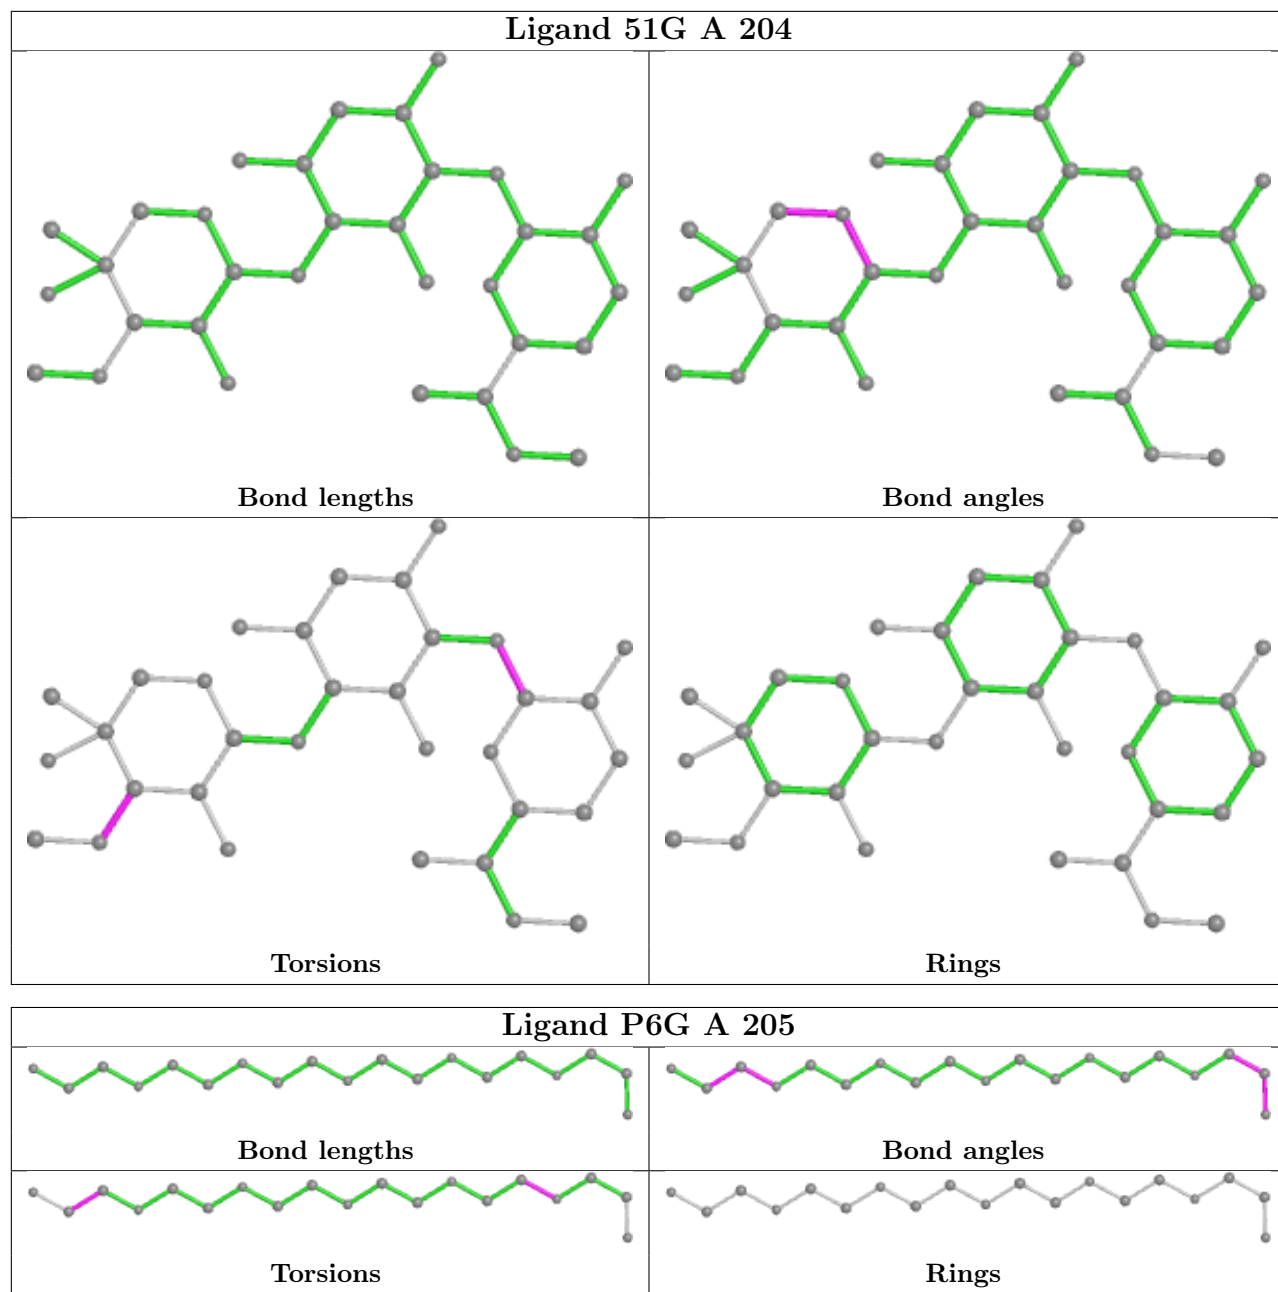 Ligand 51G A 204
Bond lengths
Bond angles
Torsions
Rings
Ligand P6G A 205
Bond lengths
Bond angles
Torsions
Rings